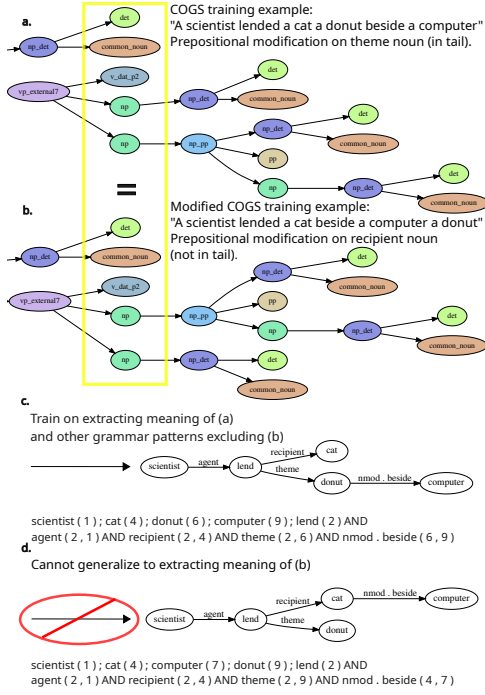 a.
COGS training example:
"A scientist lended a cat a donut beside a computer"
Prepositional modification on theme noun (in tail).
det
np_det
common_noun
vp_external7
v_dat_p2
np
np_det
det
common_noun
np
np_pp
np_det
det
common_noun
pp
np
np_det
det
common_noun
=
b.
Modified COGS training example:
"A scientist lended a cat beside a computer a donut"
Prepositional modification on recipient noun
(not in tail).
det
np_det
common_noun
vp_external7
v_dat_p2
np
np_pp
np_det
det
common_noun
pp
np
np_det
det
common_noun
np
np_det
det
common_noun
c.
Train on extracting meaning of (a)
and other grammar patterns excluding (b)
scientist
agent
lend
recipient
cat
theme
donut
nmod . beside
computer
scientist ( 1 ) ; cat ( 4 ) ; donut ( 6 ) ; computer ( 9 ) ; lend ( 2 ) AND
agent ( 2 , 1 ) AND recipient ( 2 , 4 ) AND theme ( 2 , 6 ) AND nmod . beside ( 6 , 9 )
d.
Cannot generalize to extracting meaning of (b)
scientist
agent
lend
recipient
cat
nmod . beside
computer
theme
donut
scientist ( 1 ) ; cat ( 4 ) ; computer ( 7 ) ; donut ( 9 ) ; lend ( 2 ) AND
agent ( 2 , 1 ) AND recipient ( 2 , 4 ) AND theme ( 2 , 9 ) AND nmod . beside ( 4 , 7 )